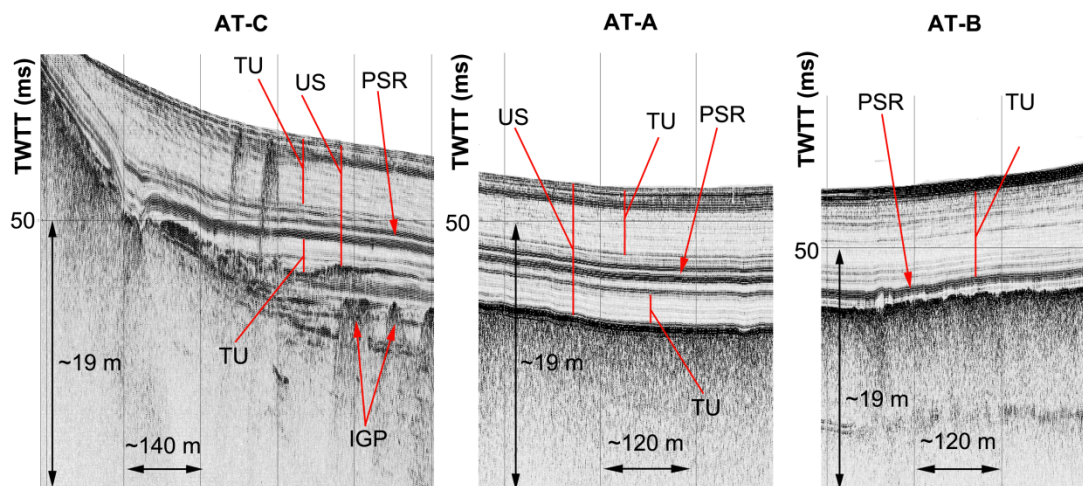 AT-C
TWTT (ms)
50
TU
US
PSR
TU
IGP
~19 m
~140 m
AT-A
TWTT (ms)
50
US
TU
PSR
TU
~19 m
~120 m
AT-B
TWTT (ms)
50
PSR
TU
~19 m
~120 m